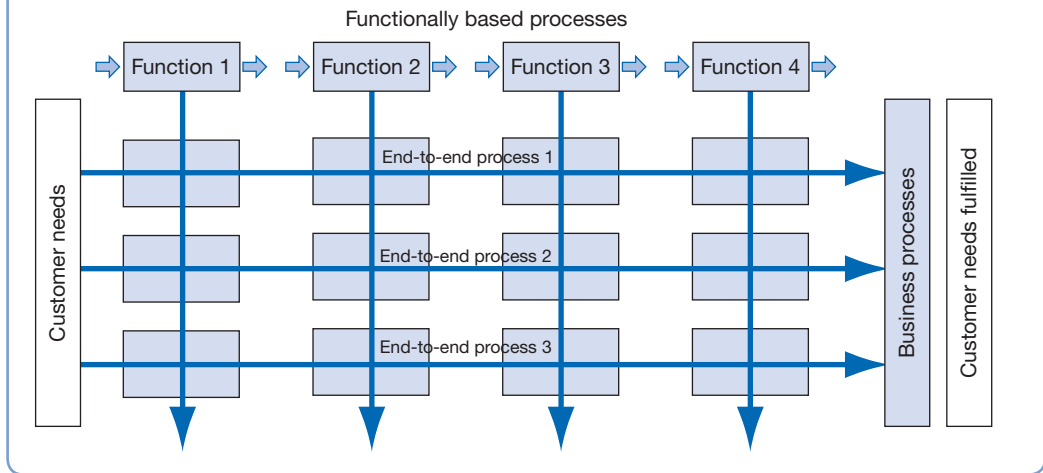 Functionally based processes
Function 1
Function 2
Function 3
Function 4
Customer needs
End-to-end process 1
End-to-end process 2
End-to-end process 3
Business processes
Customer needs fulfilled